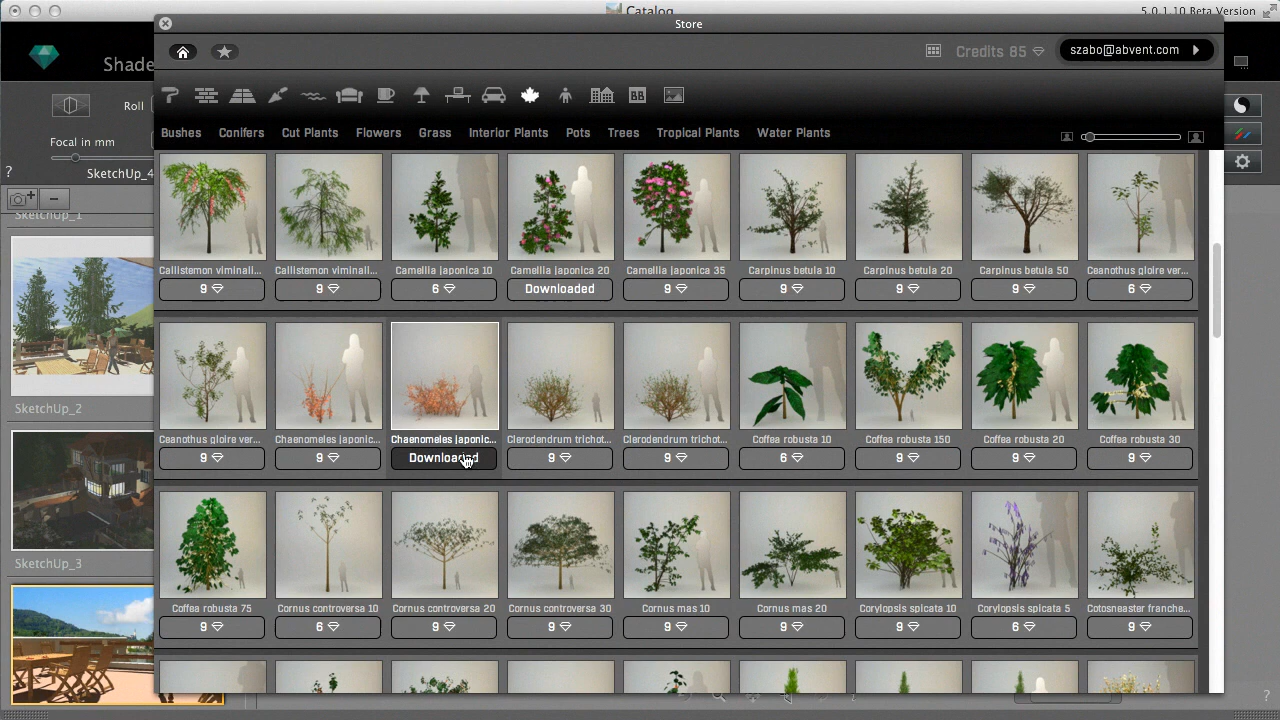 Catalog
5.0.1.10 Beta Version
Store
Shade
Credits 85
szabo@abvent.com
Roll
Focal in mm
?
SketchUp_4
Bushes Conifers Cut Plants Flowers Grass Interior Plants Pots Trees Tropical Plants Water Plants
SketchUp_1
Callistemon viminall... Callistemon viminall... Camellia japonica 10 Camellia japonica 20 Camellia japonica 35 Carpinus betula 10 Carpinus betula 20 Carpinus betula 50 Ceanothus gloire ver...
9 9 6 Downloaded 9 9 9 9 6
SketchUp_2
Ceanothus gloire ver... Chaenomeles japonic... Chaenomeles japonic... Clerodendrum trichot... Clerodendrum trichot... Coffea robusta 10 Coffea robusta 150 Coffea robusta 20 Coffea robusta 30
9 9 Downloaded 9 9 6 9 9 9
SketchUp_3
Coffea robusta 75 Cornus controversa 10 Cornus controversa 20 Cornus controversa 30 Cornus mas 10 Cornus mas 20 Corylopsis spicata 10 Corylopsis spicata 5 Cotosneaster franche...
9 6 9 9 9 9 9 6 9
?